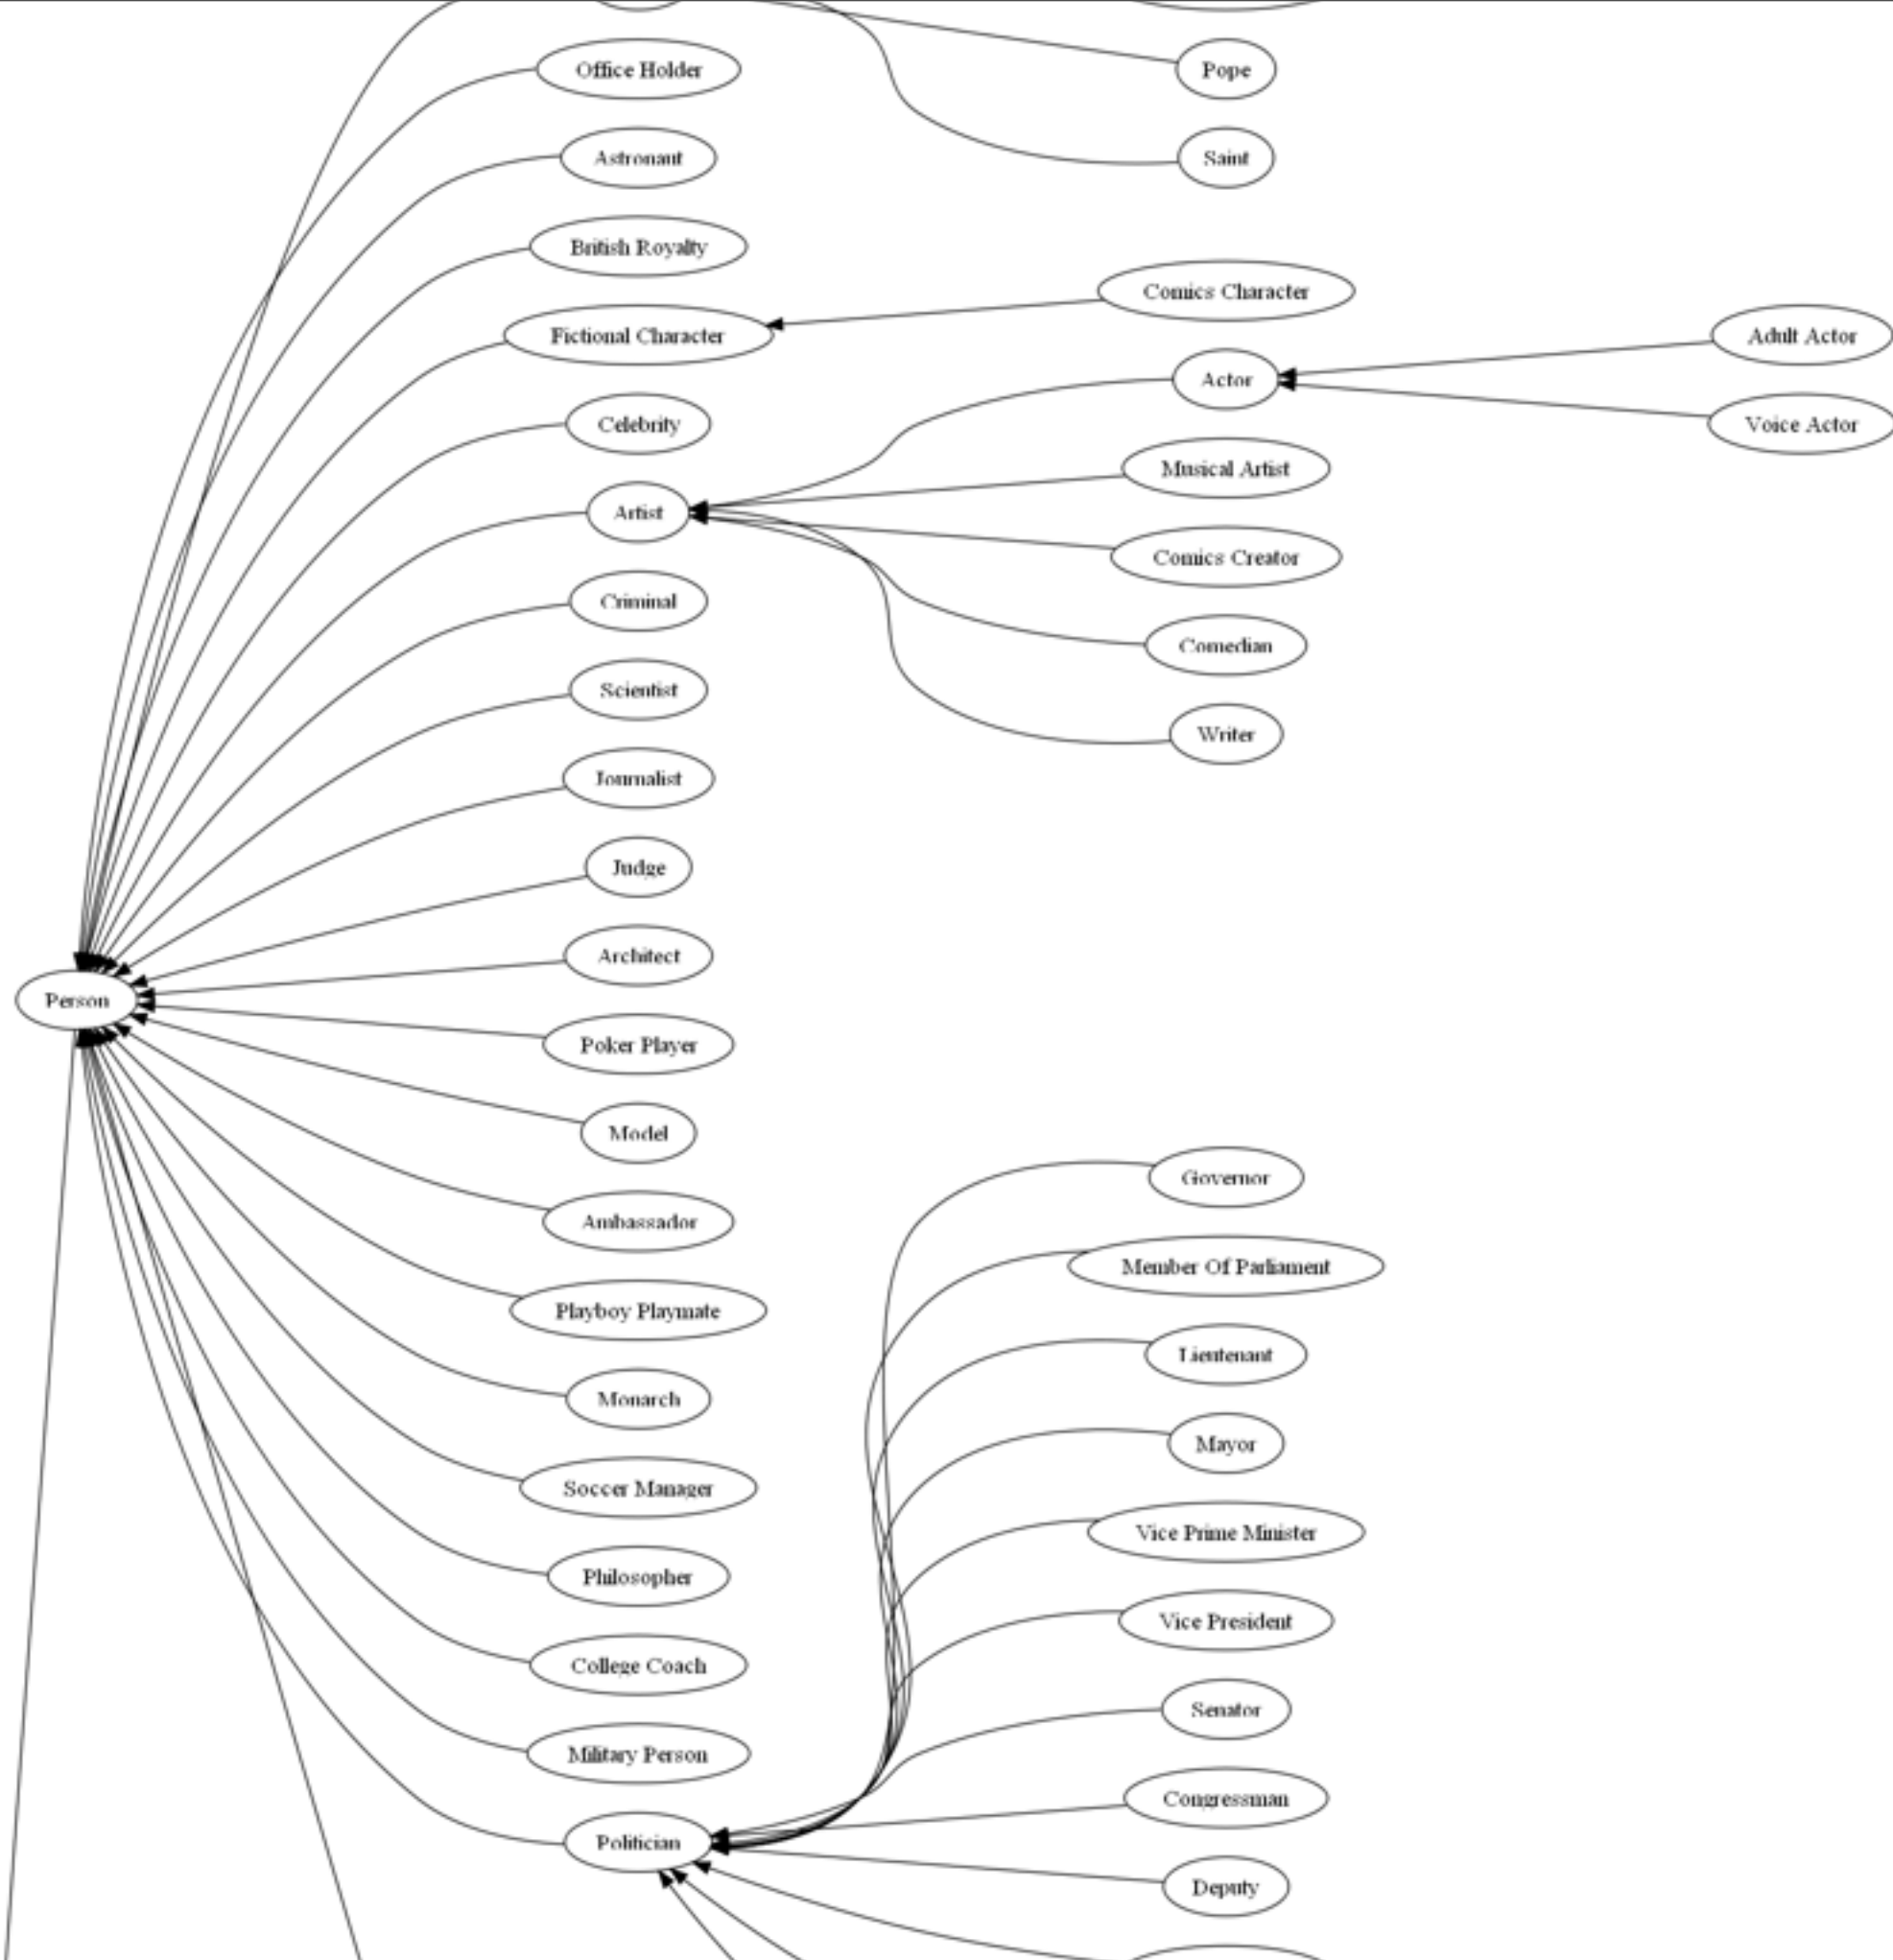 Office Holder
Pope
Astronaut
Saint
British Royalty
Comics Character
Fictional Character
Adult Actor
Actor
Celebrity
Voice Actor
Musical Artist
Artist
Comics Creator
Criminal
Comedian
Scientist
Writer
Journalist
Judge
Architect
Person
Poker Player
Model
Governor
Ambassador
Member Of Parliament
Playboy Playmate
Lieutenant
Monarch
Mayor
Soccer Manager
Vice Prime Minister
Philosopher
Vice President
College Coach
Senator
Military Person
Congressman
Politician
Deputy